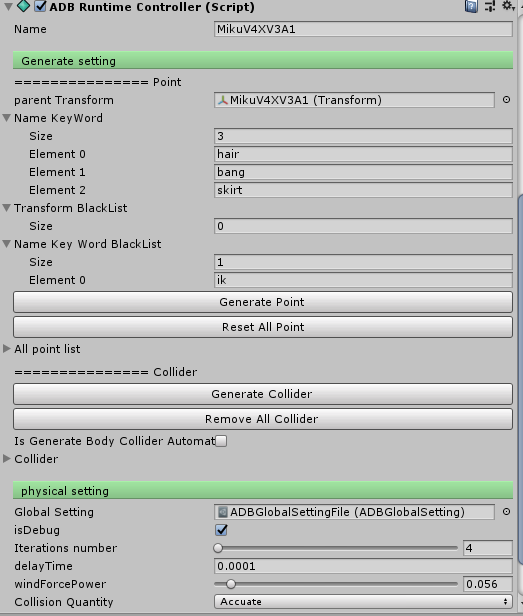 ADB Runtime Controller (Script)
Name MikuV4XV3A1
Generate setting
=============== Point
parent Transform MikuV4XV3A1 (Transform)
Name KeyWord
Size 3
Element 0 hair
Element 1 bang
Element 2 skirt
Transform BlackList
Size 0
Name Key Word BlackList
Size 1
Element 0 ik
Generate Point
Reset All Point
All point list
=============== Collider
Generate Collider
Remove All Collider
Is Generate Body Collider Automat
Collider
physical setting
Global Setting ADBGlobalSettingFile (ADBGlobalSetting)
isDebug
Iterations number 4
delayTime 0.0001
windForcePower 0.056
Collision Quantity Accuate